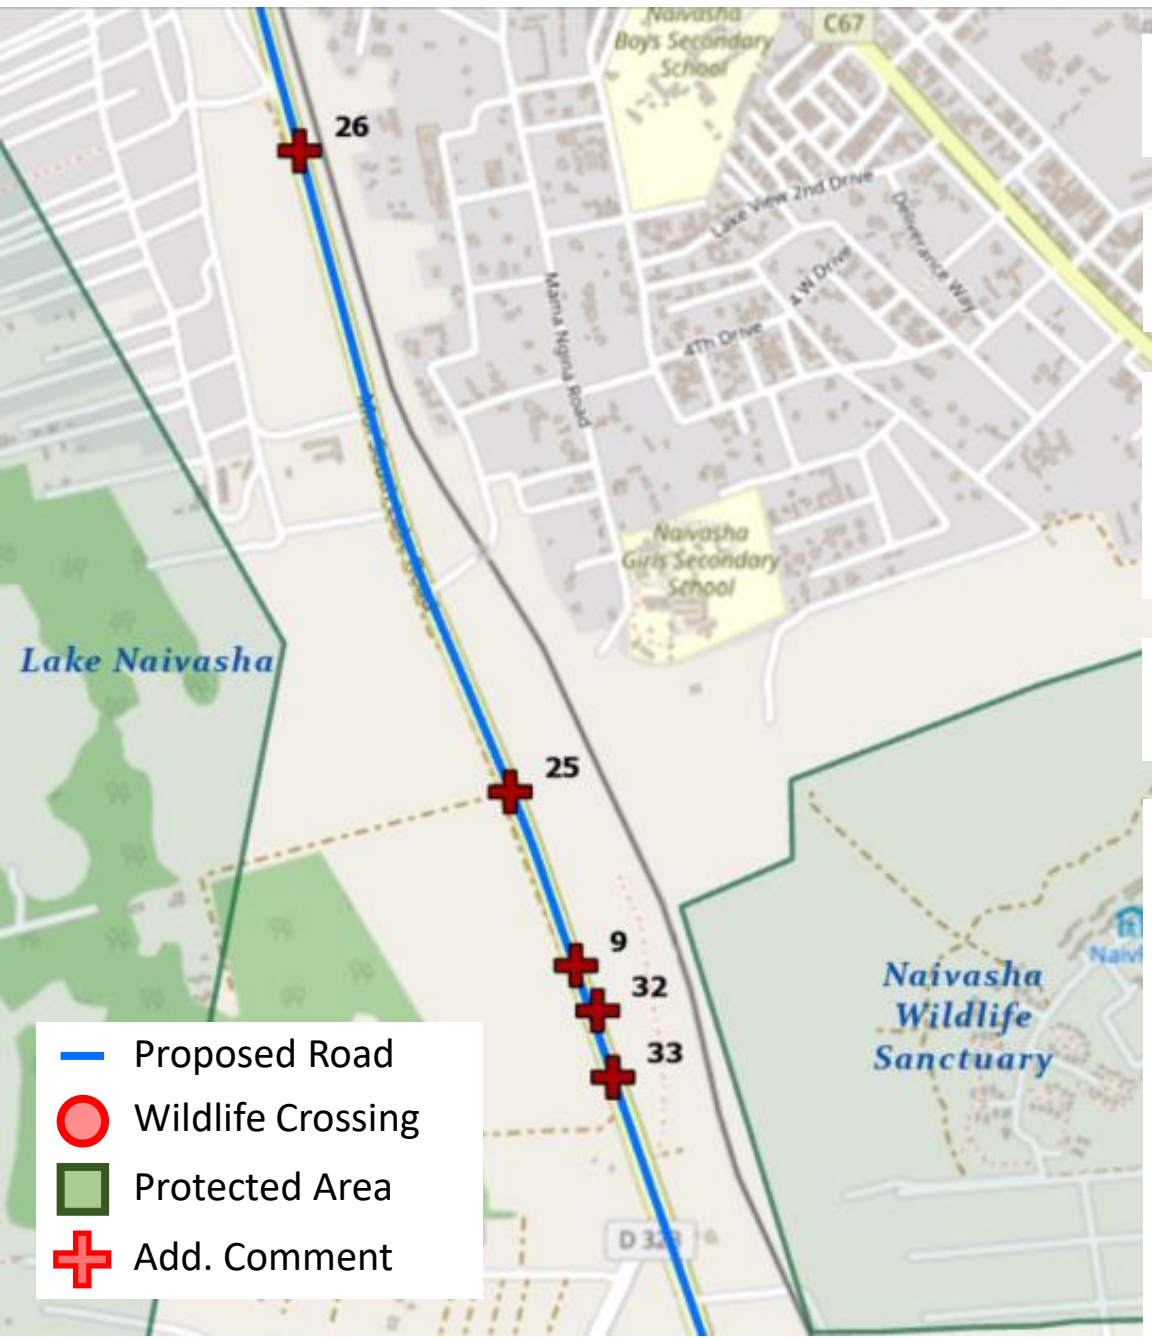 Naivasha
Boys Secondary
School
C67
26
Lake View 2nd Drive
Deliverance Way
4 W Drive
4Th Drive
Mama Ngina Road
Naivasha
Girls Secondary
School
Lake Naivasha
25
9
32
33
Naivasha
Wildlife
Sanctuary
Proposed Road
Wildlife Crossing
Protected Area
Add. Comment